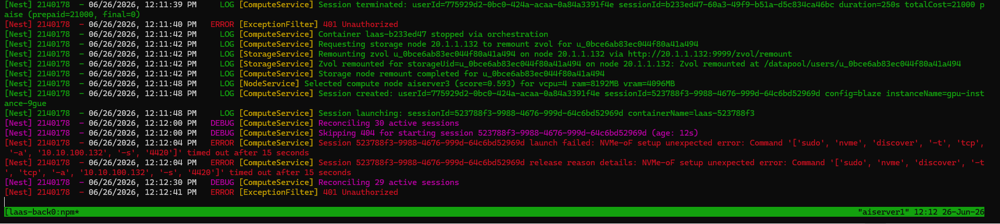 [Nest] 2140178  - 06/26/2026, 12:11:39 PM     LOG [ComputeService] Session terminated: userId=775929d2-0bc0-424a-acaa-0a84a3391f4e sessionId=b233ed47-60a3-49f9-b51a-d5c834ca46bc duration=250s totalCost=21000 p
aise (prepaid=21000, final=0)
[Nest] 2140178  - 06/26/2026, 12:11:40 PM   ERROR [ExceptionFilter] 401 Unauthorized
[Nest] 2140178  - 06/26/2026, 12:11:42 PM     LOG [ComputeService] Container laas-b233ed47 stopped via orchestration
[Nest] 2140178  - 06/26/2026, 12:11:42 PM     LOG [ComputeService] Requesting storage node 20.1.1.132 to remount zvol for u_0bce6ab83ec044f80a41a494
[Nest] 2140178  - 06/26/2026, 12:11:42 PM     LOG [StorageService] Remounting zvol u_0bce6ab83ec044f80a41a494 on node 20.1.1.132 via http://20.1.1.132:9999/zvol/remount
[Nest] 2140178  - 06/26/2026, 12:11:42 PM     LOG [StorageService] Zvol remounted for storageUid=u_0bce6ab83ec044f80a41a494 on node 20.1.1.132: Zvol remounted at /datapool/users/u_0bce6ab83ec044f80a41a494
[Nest] 2140178  - 06/26/2026, 12:11:42 PM     LOG [ComputeService] Storage node remount completed for u_0bce6ab83ec044f80a41a494
[Nest] 2140178  - 06/26/2026, 12:11:48 PM     LOG [NodeService] Selected compute node aiserver3 (score=0.593) for vcpu=4 ram=8192MB vram=4096MB
[Nest] 2140178  - 06/26/2026, 12:11:48 PM     LOG [ComputeService] Session created: userId=775929d2-0bc0-424a-acaa-0a84a3391f4e sessionId=523788f3-9988-4676-999d-64c6bd52969d config=blaze instanceName=gpu-inst
ance-9gue
[Nest] 2140178  - 06/26/2026, 12:11:48 PM     LOG [ComputeService] Session launching: sessionId=523788f3-9988-4676-999d-64c6bd52969d containerName=laas-523788f3
[Nest] 2140178  - 06/26/2026, 12:12:00 PM   DEBUG [ComputeService] Reconciling 30 active sessions
[Nest] 2140178  - 06/26/2026, 12:12:00 PM   DEBUG [ComputeService] Skipping 404 for starting session 523788f3-9988-4676-999d-64c6bd52969d (age: 12s)
[Nest] 2140178  - 06/26/2026, 12:12:04 PM   ERROR [ComputeService] Session 523788f3-9988-4676-999d-64c6bd52969d launch failed: NVMe-oF setup unexpected error: Command '['sudo', 'nvme', 'discover', '-t', 'tcp',
 '-a', '10.10.100.132', '-s', '4420']' timed out after 15 seconds
[Nest] 2140178  - 06/26/2026, 12:12:04 PM   ERROR [ComputeService] Session 523788f3-9988-4676-999d-64c6bd52969d release reason details: NVMe-oF setup unexpected error: Command '['sudo', 'nvme', 'discover', '-t
', 'tcp', '-a', '10.10.100.132', '-s', '4420']' timed out after 15 seconds
[Nest] 2140178  - 06/26/2026, 12:12:30 PM   DEBUG [ComputeService] Reconciling 29 active sessions
[Nest] 2140178  - 06/26/2026, 12:12:41 PM   ERROR [ExceptionFilter] 401 Unauthorized
[laas-back0:npm* "aiserver1" 12:12 26-Jun-26